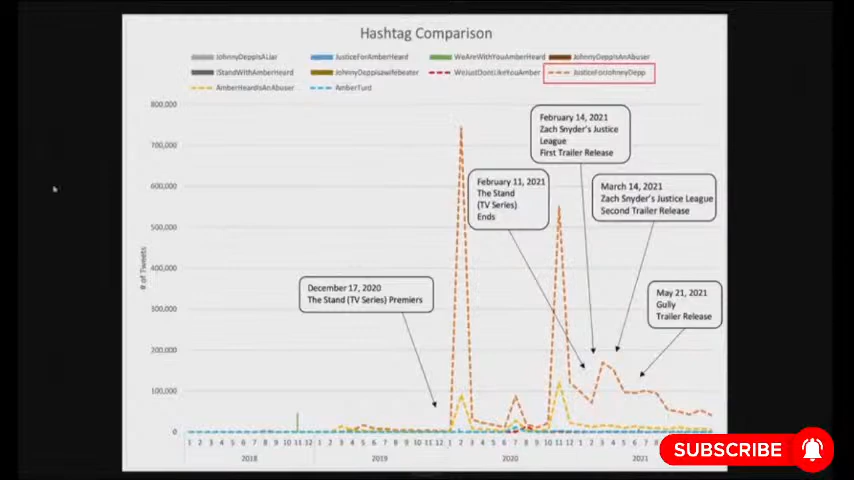 Hashtag Comparison
JohnnyDeppIsALiar JusticeForAmberHeard WeAreWithYouAmberHeard JohnnyDeppIsAnAbuser
IStandWithAmberHeard JohnnyDeppisawifebeater WeJustDontLikeYouAmber JusticeForJohnnyDepp
AmberHeardIsAnAbuser AmberTurd
800,000
700,000
600,000
500,000
400,000
300,000
200,000
100,000
0
# of Tweets
February 14, 2021
Zach Snyder's Justice
League
First Trailer Release
February 11, 2021
The Stand
(TV Series)
Ends
March 14, 2021
Zach Snyder's Justice League
Second Trailer Release
December 17, 2020
The Stand (TV Series) Premiers
May 21, 2021
Gully
Trailer Release
1 2 3 4 5 6 7 8 9 10 11 12 1 2 3 4 5 6 7 8 9 10 11 12 1 2 3 4 5 6 7 8 9 10 11 12 1 2 3 4 5 6 7 8
2018 2019 2020 2021
SUBSCRIBE